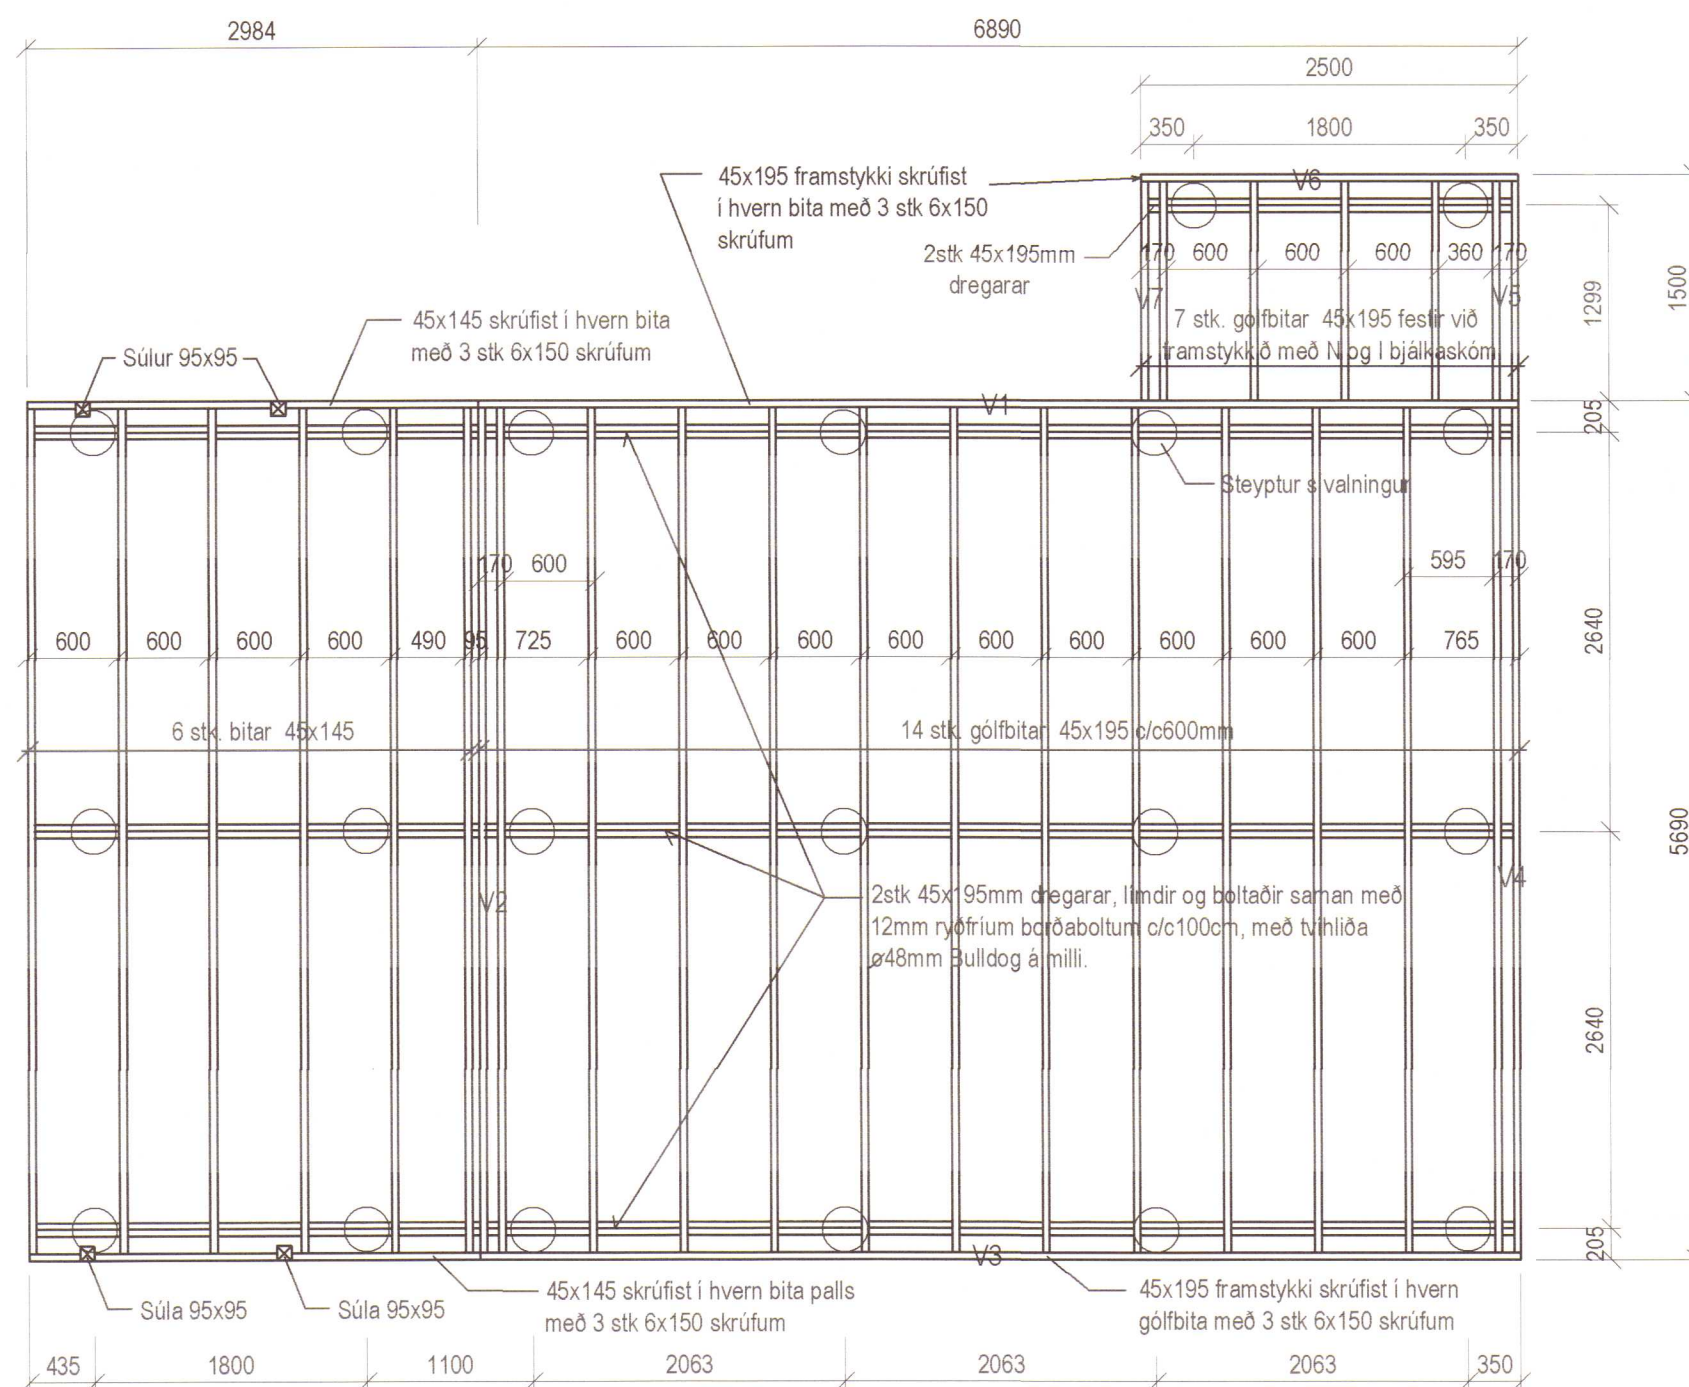 2984
6890
2500
350
1800
350
45x195 framstykki skrúfist
í hvern bita með 3 stk 6x150
skrúfum
V6
2stk 45x195mm
dregarar
170
600
600
600
360
170
1299
1500
V7
V5
7 stk. gólfbitar 45x195 festir við
framstykkið með N og I bjálkaskóm
45x145 skrúfist í hvern bita
með 3 stk 6x150 skrúfum
Súlur 95x95
V1
205
Steyptur sívalningur
170
600
595
170
600
600
600
600
490
95
725
600
600
600
600
600
600
600
600
600
765
2640
6 stk. bitar 45x145
14 stk. gólfbitar 45x195 c/c600mm
5690
V2
V4
2stk 45x195mm dregarar, límdir og boltaðir saman með
12mm ryðfríum borðaboltum c/c100cm, með tvíhliða
ø48mm Bulldog á milli.
2640
205
V3
Súla 95x95
Súla 95x95
45x145 skrúfist í hvern bita palls
með 3 stk 6x150 skrúfum
45x195 framstykki skrúfist í hvern
gólfbita með 3 stk 6x150 skrúfum
435
1800
1100
2063
2063
2063
350